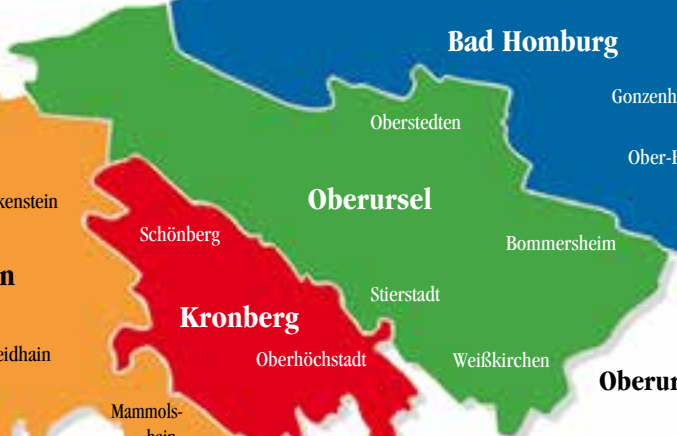 Bad Homburg
Gonzenh
Oberstedten
Ober-E
kenstein
Oberursel
Schönberg
Bommersheim
n
Stierstadt
Kronberg
eidhain
Oberhöchstadt
Weißkirchen
Oberur
Mammols-
hain